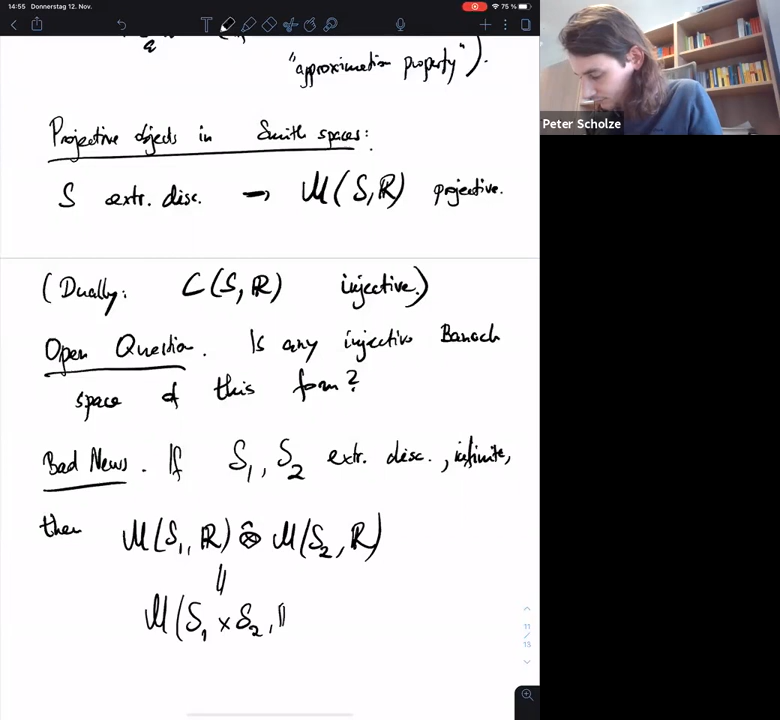 14:55 Donnerstag 12. Nov.
75 %
"approximation property").
Peter Scholze
Projective objects in Smith spaces:
S extr. disc. → M(S, ℝ) projective.
(Dually: C(S, ℝ) injective.)
Open Question. Is any injective Banach
space of this form?
Bad News. If S₁, S₂ extr. disc., infinite,
then M(S₁, ℝ) ⊗̂ M(S₂, ℝ)
||
M(S₁ × S₂,
11
/
13